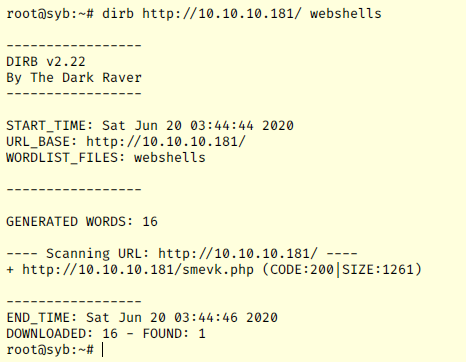 root@syb:~# dirb http://10.10.10.181/ webshells
-----------------
DIRB v2.22
By The Dark Raver
-----------------
START_TIME: Sat Jun 20 03:44:44 2020
URL_BASE: http://10.10.10.181/
WORDLIST_FILES: webshells
-----------------
GENERATED WORDS: 16
---- Scanning URL: http://10.10.10.181/ ----
+ http://10.10.10.181/smevk.php (CODE:200|SIZE:1261)
-----------------
END_TIME: Sat Jun 20 03:44:46 2020
DOWNLOADED: 16 - FOUND: 1
root@syb:~#